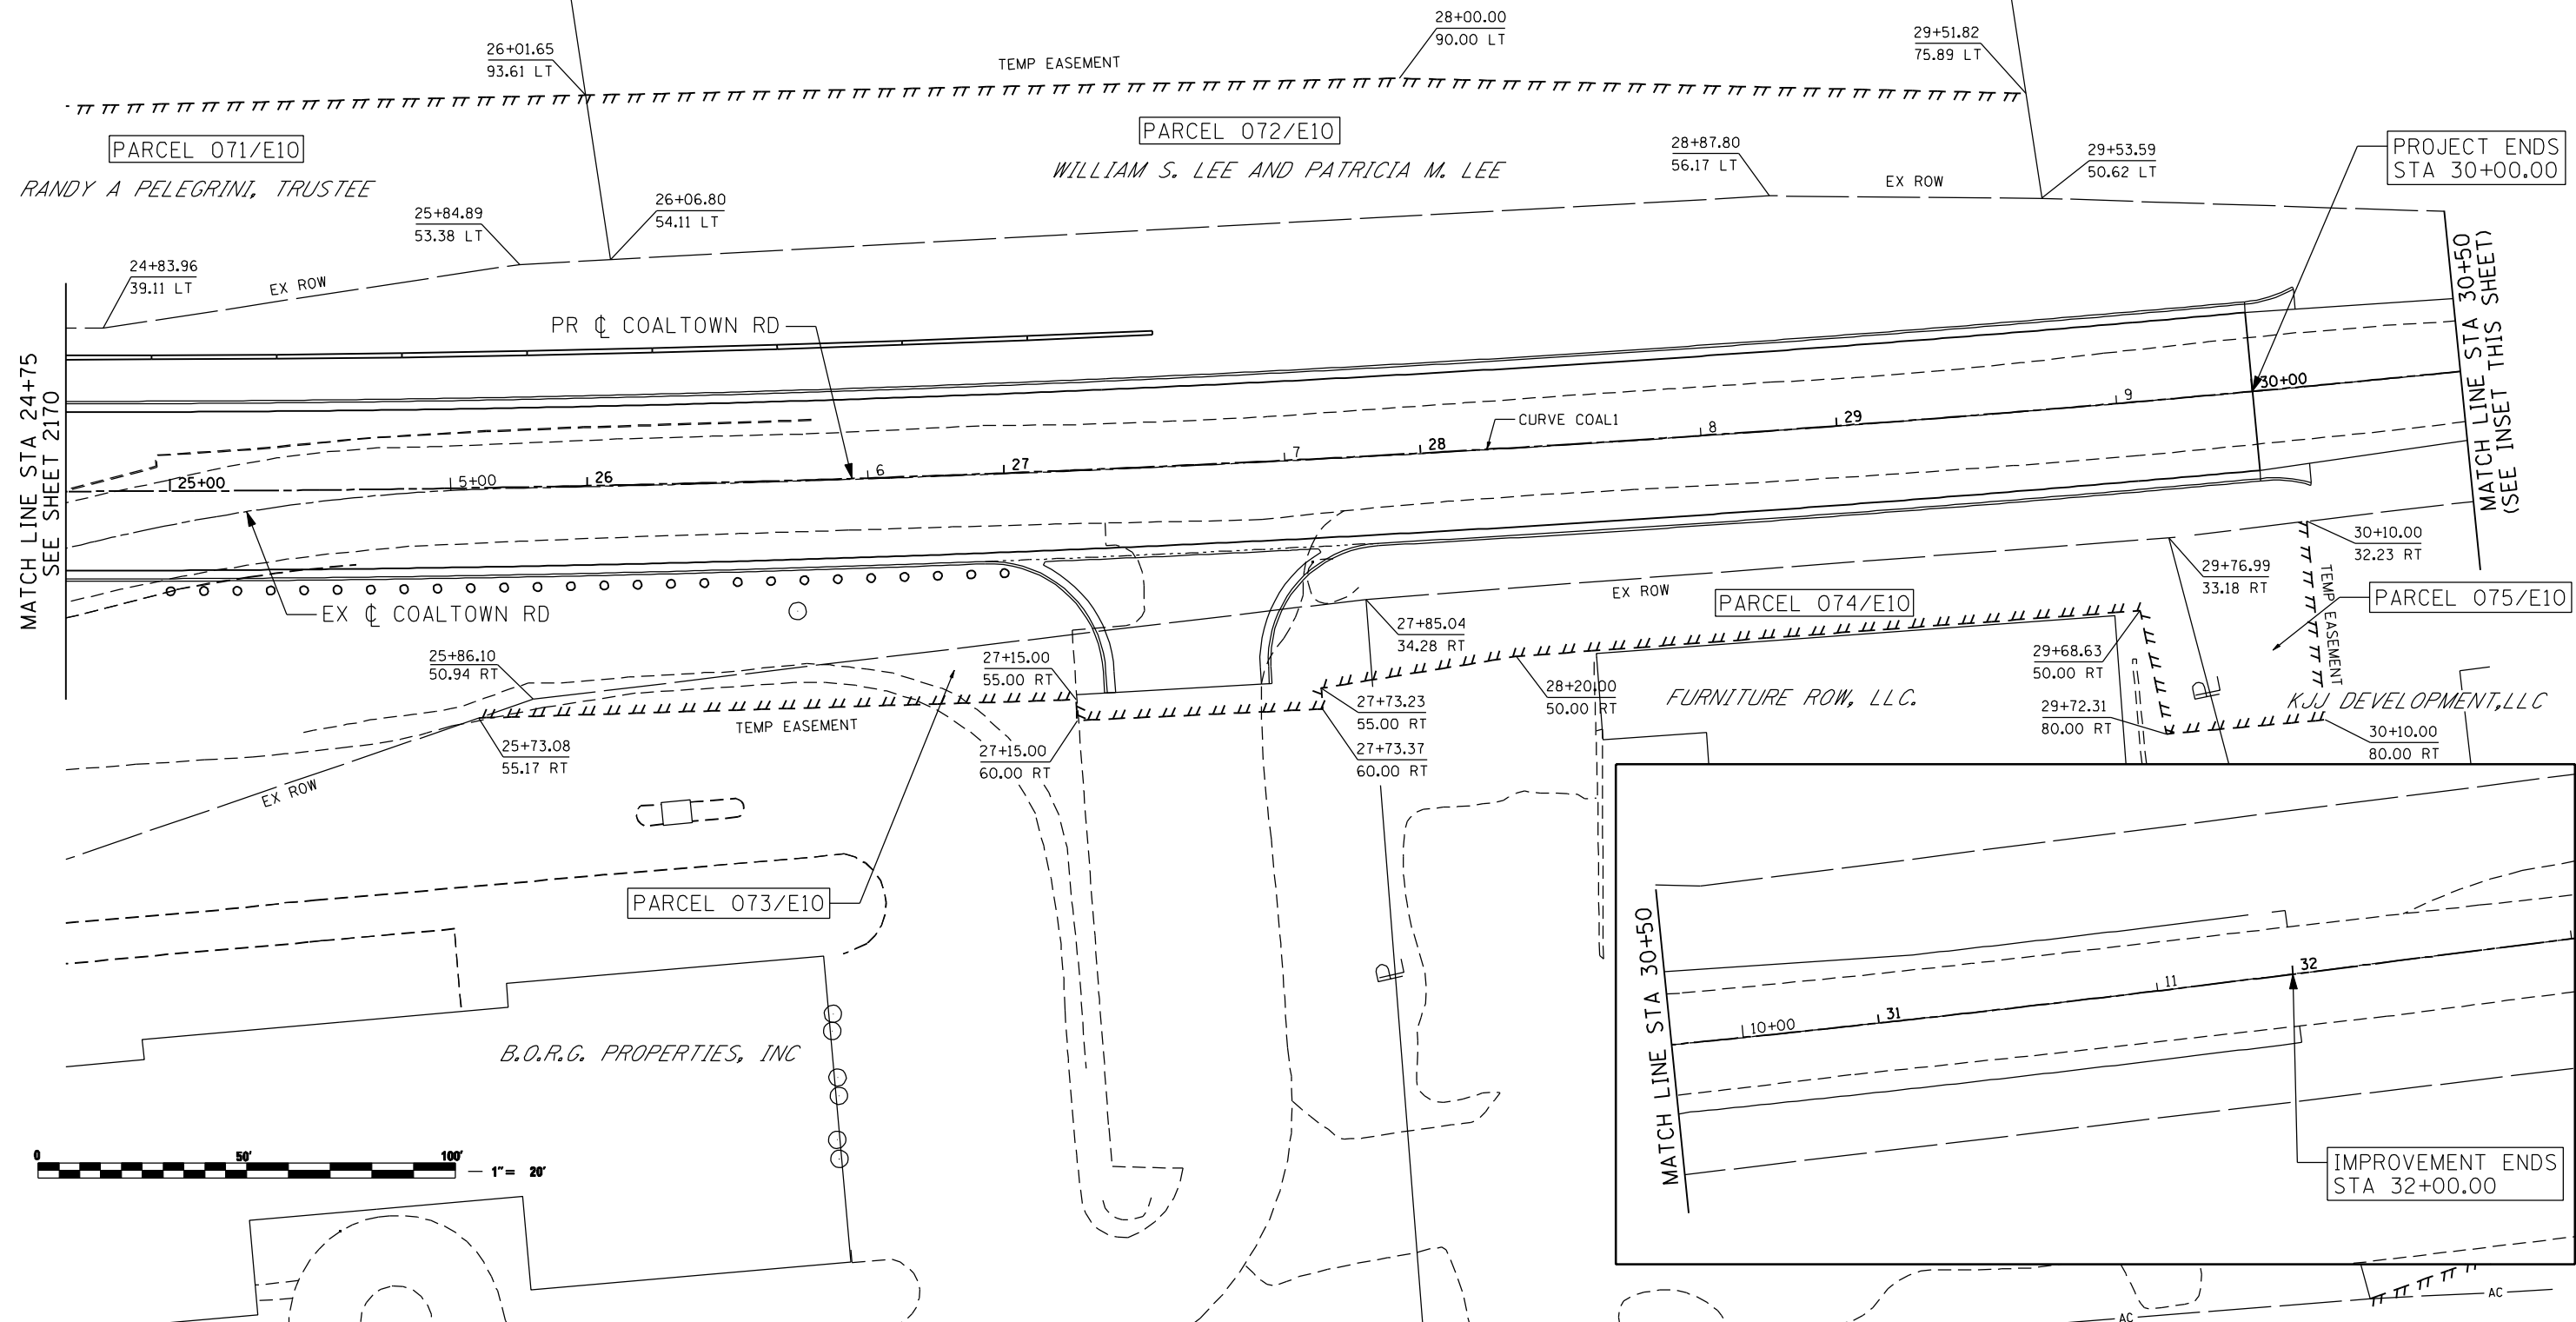 28+00.00
90.00 LT
26+01.65
93.61 LT
29+51.82
75.89 LT
TEMP EASEMENT
PARCEL 071/E10
RANDY A PELEGRINI, TRUSTEE
PARCEL 072/E10
WILLIAM S. LEE AND PATRICIA M. LEE
28+87.80
56.17 LT
EX ROW
29+53.59
50.62 LT
PROJECT ENDS
STA 30+00.00
25+84.89
53.38 LT
26+06.80
54.11 LT
24+83.96
39.11 LT
EX ROW
PR ℄ COALTOWN RD
MATCH LINE STA 24+75
SEE SHEET 2170
MATCH LINE STA 30+50
(SEE INSET THIS SHEET)
CURVE COAL1
25+00
5+00
26
6
27
7
28
8
29
9
30+00
EX ℄ COALTOWN RD
30+10.00
32.23 RT
29+76.99
33.18 RT
TEMP EASEMENT
PARCEL 075/E10
EX ROW
PARCEL 074/E10
27+85.04
34.28 RT
25+86.10
50.94 RT
27+15.00
55.00 RT
29+68.63
50.00 RT
28+20.00
50.00 RT
FURNITURE ROW, LLC.
KJJ DEVELOPMENT,LLC
27+73.23
55.00 RT
29+72.31
80.00 RT
TEMP EASEMENT
25+73.08
55.17 RT
27+15.00
60.00 RT
27+73.37
60.00 RT
30+10.00
80.00 RT
EX ROW
PARCEL 073/E10
B.O.R.G. PROPERTIES, INC
PL
PL
MATCH LINE STA 30+50
10+00
31
11
32
IMPROVEMENT ENDS
STA 32+00.00
0 50' 100'
1"= 20'
AC
AC